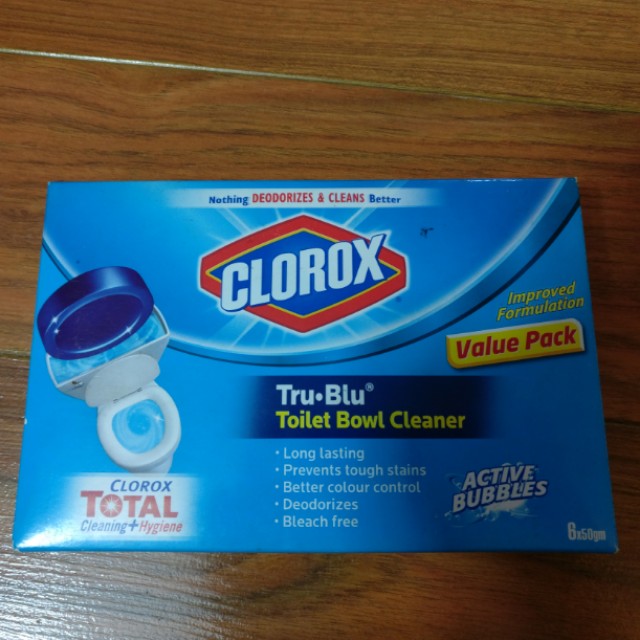 Nothing DEODORIZES & CLEANS Better
CLOROX
Improved
Formulation
Value Pack
Tru•Blu®
Toilet Bowl Cleaner
• Long lasting
• Prevents tough stains
• Better colour control
• Deodorizes
• Bleach free
CLOROX
TOTAL
Cleaning+Hygiene
ACTIVE
BUBBLES
6x50gm